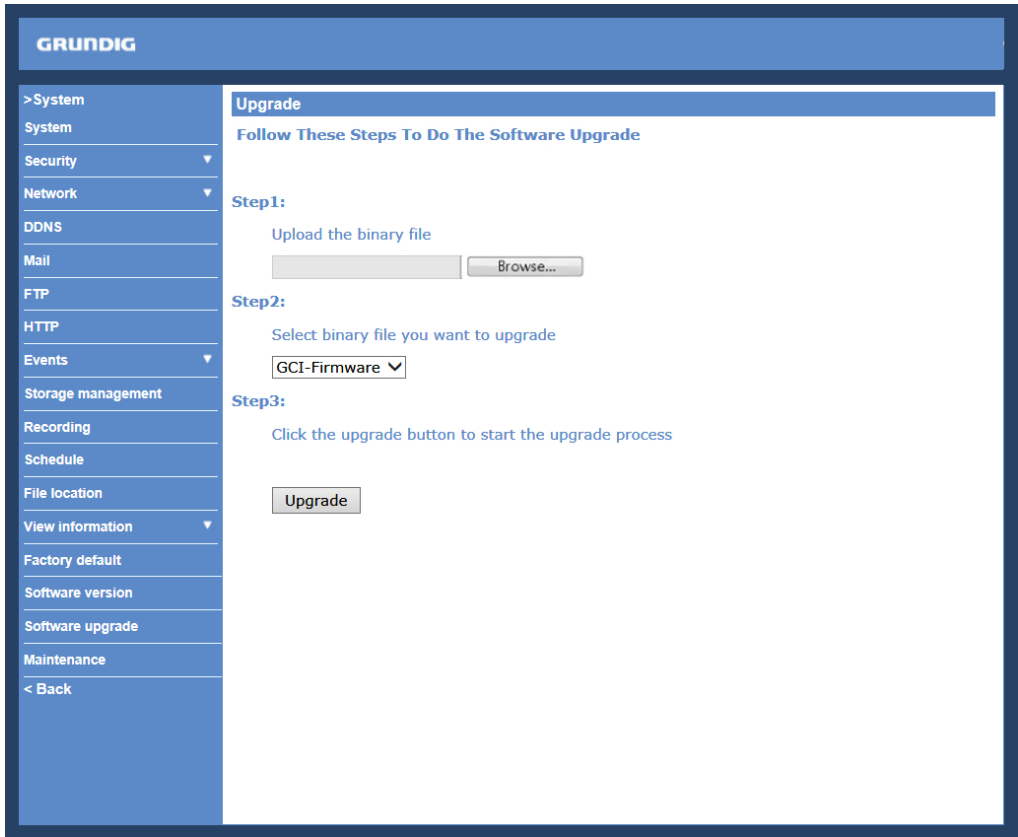 GRUNDIG
>System
System
Security
Network
DDNS
Mail
FTP
HTTP
Events
Storage management
Recording
Schedule
File location
View information
Factory default
Software version
Software upgrade
Maintenance
< Back
Upgrade
Follow These Steps To Do The Software Upgrade
Step1:
Upload the binary file
Browse...
Step2:
Select binary file you want to upgrade
GCI-Firmware
Step3:
Click the upgrade button to start the upgrade process
Upgrade